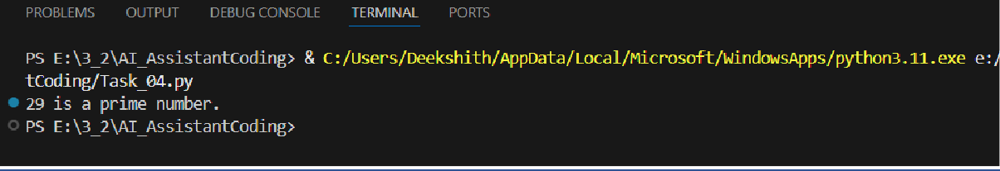 PROBLEMS OUTPUT DEBUG CONSOLE TERMINAL PORTS
PS E:\3_2\AI_AssistantCoding> & C:/Users/Deekshith/AppData/Local/Microsoft/WindowsApps/python3.11.exe e:/
tCoding/Task_04.py
29 is a prime number.
PS E:\3_2\AI_AssistantCoding>